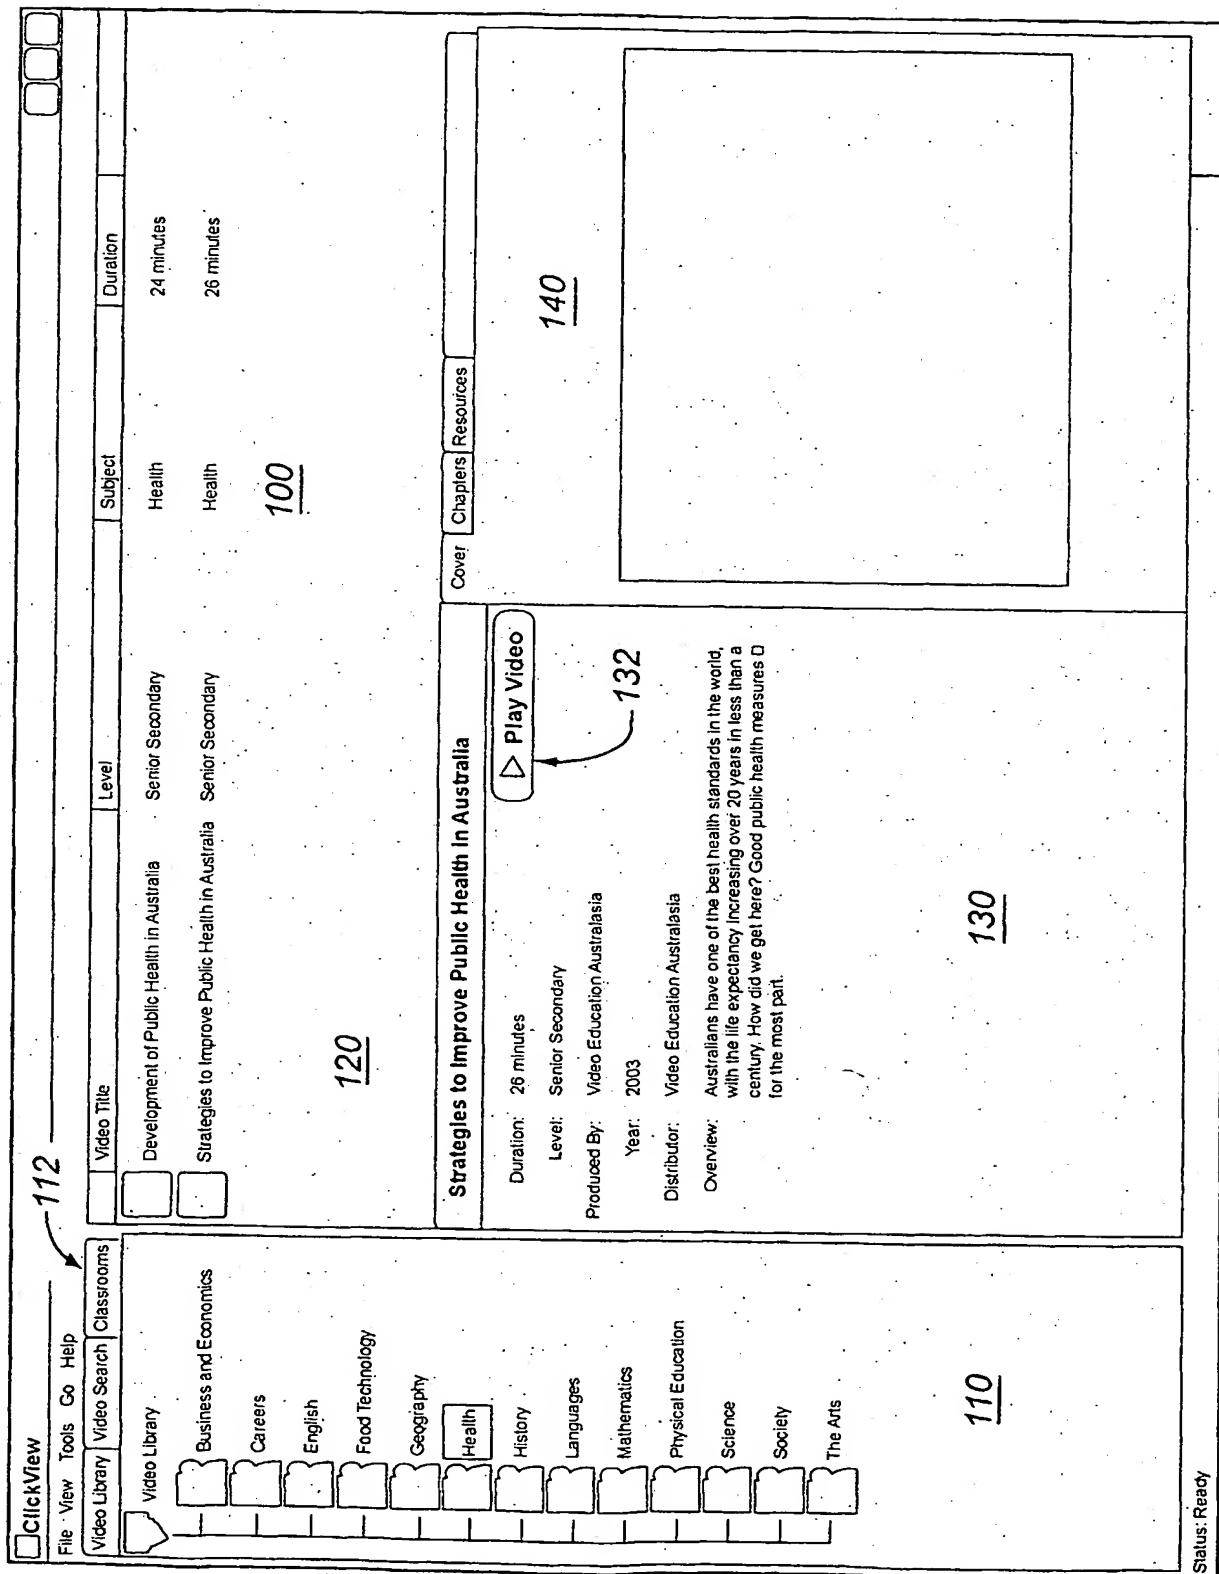 ClickView
112
File View Tools Go Help
Video Library Video Search Classrooms
Video Library
Business and Economics
Careers
English
Food Technology
Geography
Health
History
Languages
Mathematics
Physical Education
Science
Society
The Arts
110
Video Title Level Subject Duration
Development of Public Health in Australia Senior Secondary Health 24 minutes
Strategies to Improve Public Health in Australia Senior Secondary Health 26 minutes
120
100
Strategies to Improve Public Health in Australia
Play Video
132
Duration: 26 minutes
Level: Senior Secondary
Produced By: Video Education Australasia
Year: 2003
Distributor: Video Education Australasia
Overview: Australians have one of the best health standards in the world,
with the life expectancy increasing over 20 years in less than a
century. How did we get here? Good public health measures
for the most part.
130
Cover Chapters Resources
140
Status: Ready